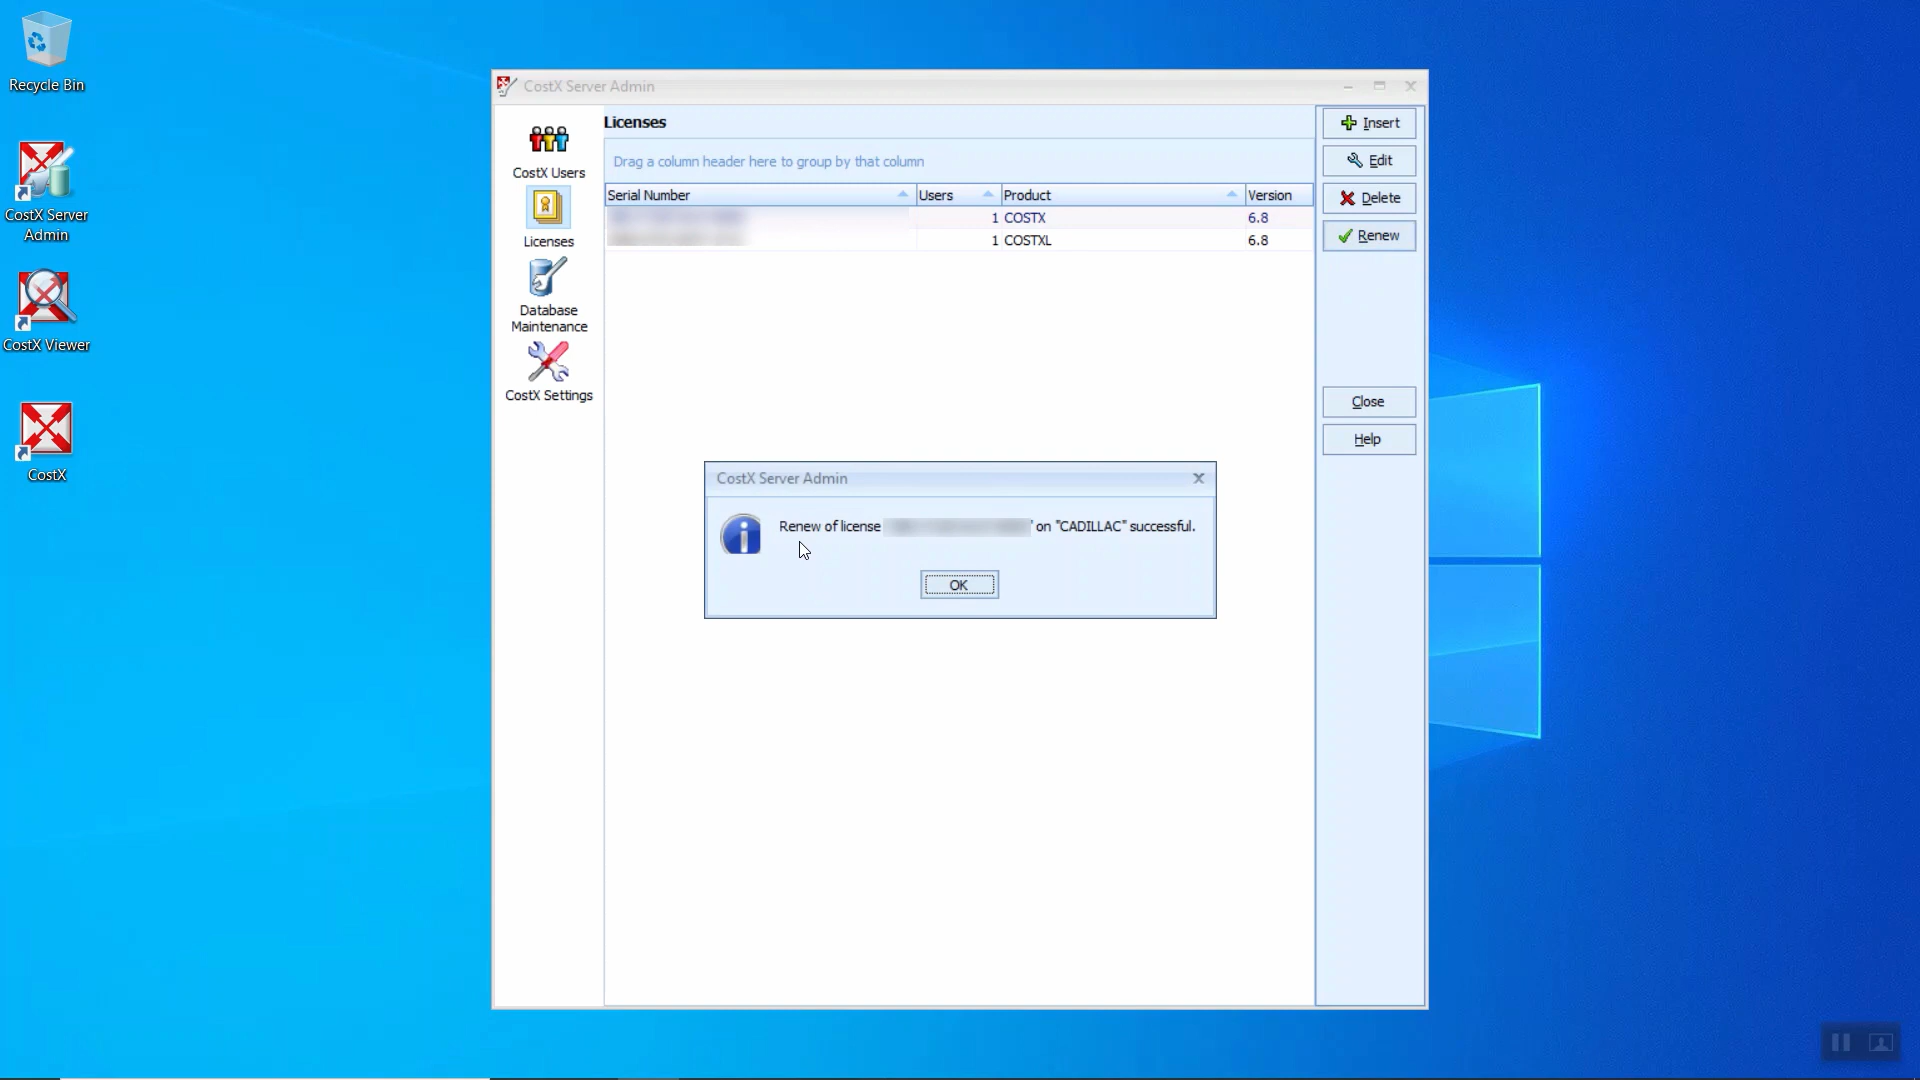 Recycle Bin
CostX Server
Admin
CostX Viewer
CostX
CostX Server Admin
CostX Users
Licenses
Database
Maintenance
CostX Settings
Licenses
Drag a column header here to group by that column
Serial Number Users Product Version
1 COSTX 6.8
1 COSTXL 6.8
Insert
Edit
Delete
Renew
Close
Help
CostX Server Admin
Renew of license ' on "CADILLAC" successful.
OK